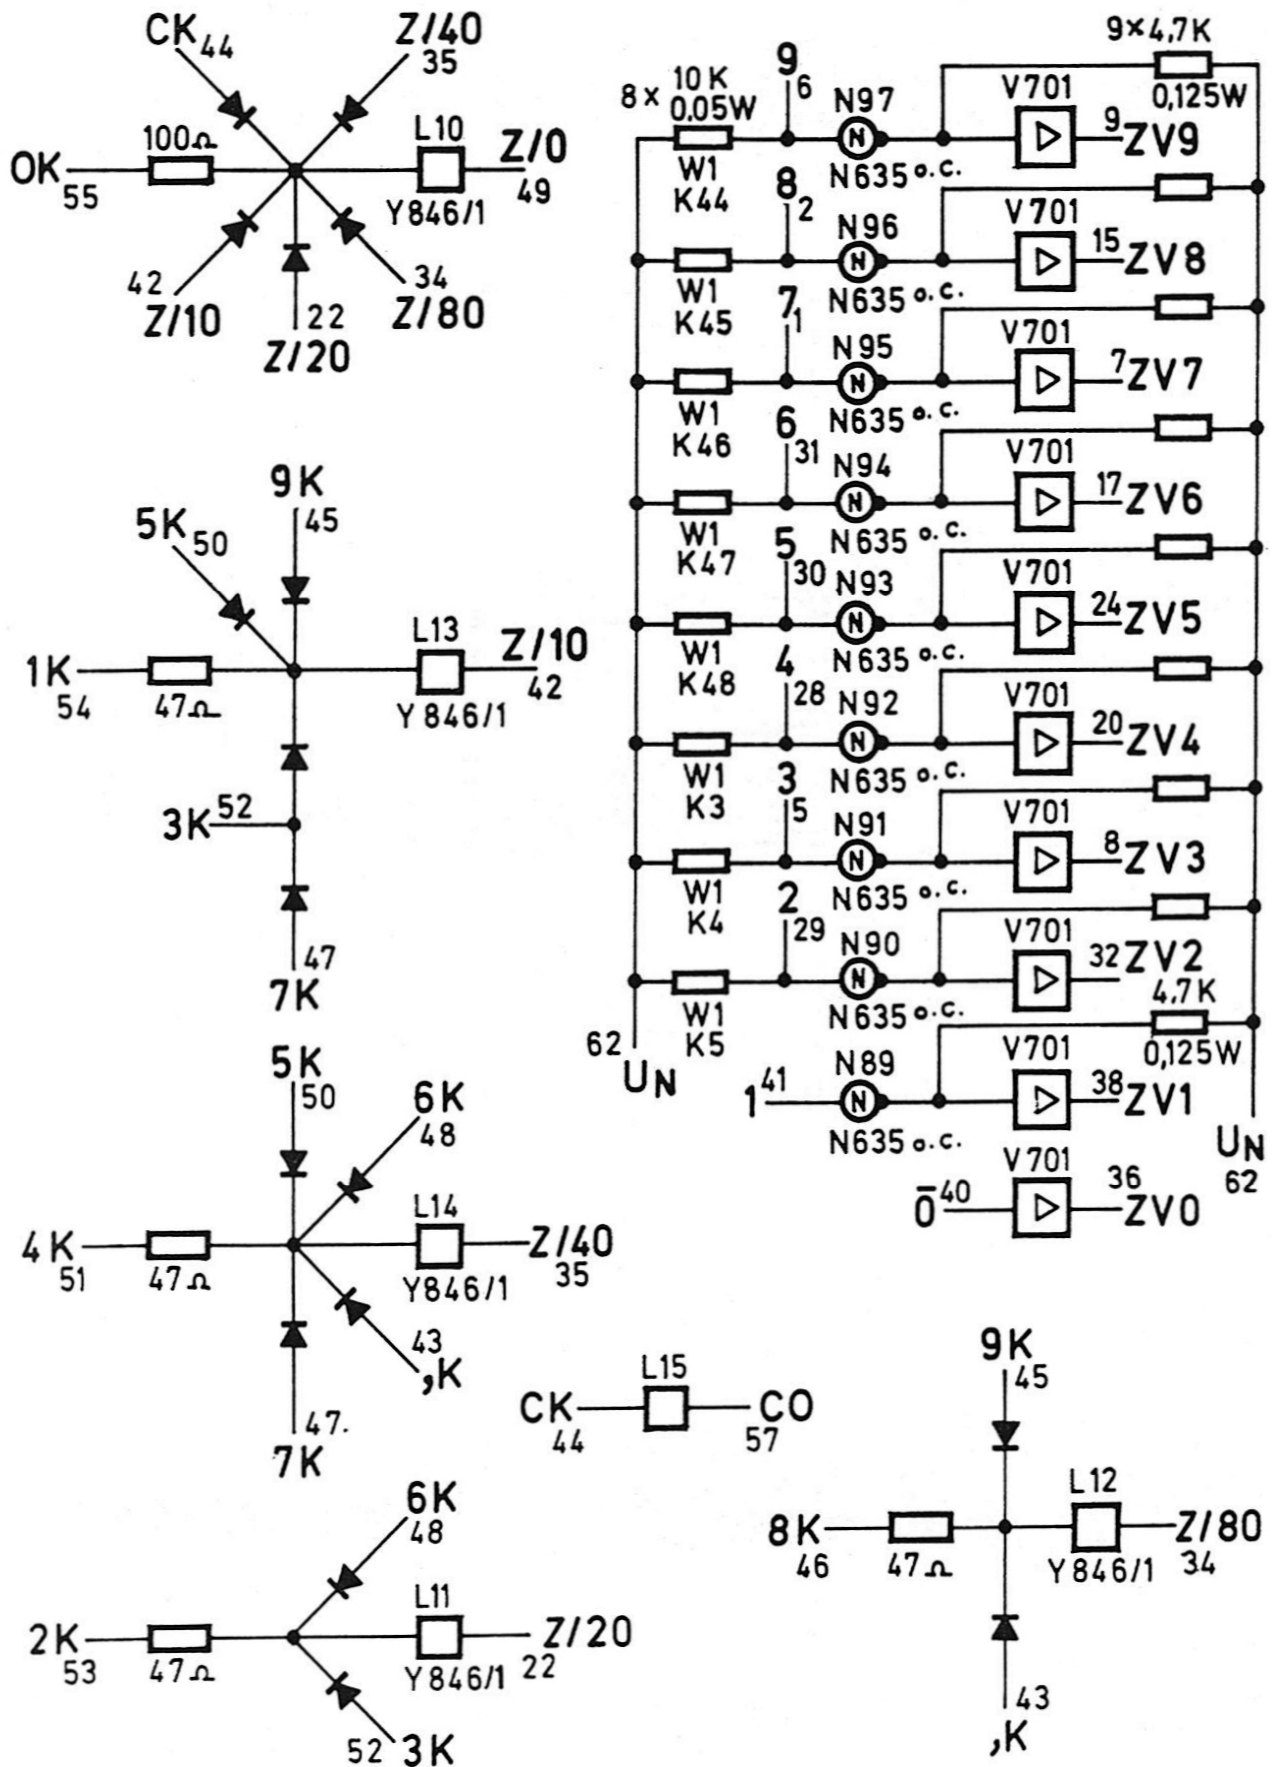 CK 44
Z/40
35
100Ω
L10
Z/0
OK
55
Y846/1
49
42
34
Z/10
22
Z/80
Z/20
9K
45
5K 50
L13
Z/10
1K
54
47Ω
Y846/1
42
3K 52
47
7K
5K
50
6K
48
L14
4K
51
47Ω
Z/40
35
Y846/1
43
,K
47.
7K
6K
48
L11
2K
53
47Ω
Z/20
22
Y846/1
52 3K
L15
CK
44
CO
57
9K
45
L12
8K
46
47Ω
Z/80
34
Y846/1
43
,K
9×4,7K
0,125W
8×
10K
0,05W
9
6
N97
V701
9
ZV9
W1
K44
N635 o.c.
8
2
N96
V701
15
ZV8
W1
K45
N635 o.c.
7
1
N95
V701
7
ZV7
W1
K46
N635 o.c.
6
31
N94
V701
17
ZV6
W1
K47
N635 o.c.
5
30
N93
V701
24
ZV5
W1
K48
N635 o.c.
4
28
N92
V701
20
ZV4
W1
K3
N635 o.c.
3
5
N91
V701
8
ZV3
W1
K4
N635 o.c.
2
29
N90
V701
32
ZV2
W1
K5
N635 o.c.
4,7K
0,125W
62
UN
N89
V701
1
41
38
ZV1
N635 o.c.
UN
62
V701
0̅
40
36
ZV0
N
N
N
N
N
N
N
N
N